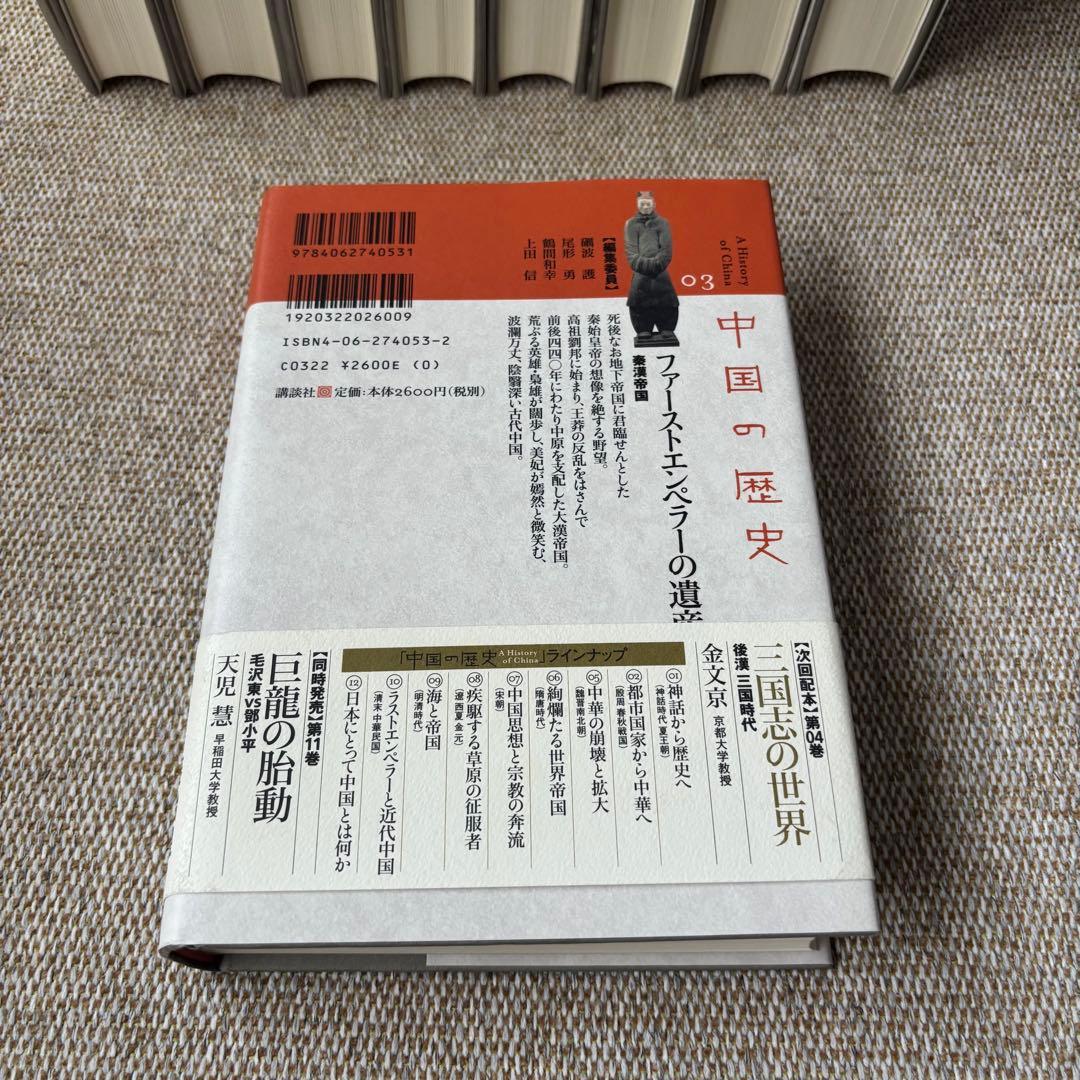 A History
of China
03
中国の歴史
ファーストエンペラーの遺産
秦漢帝国
死後なお地下帝国に君臨せんとした
秦始皇帝の想像を絶する野望。
高祖劉邦に始まり、王莽の反乱をはさんで
前後四四〇年にわたり中原を支配した大漢帝国。
荒ぶる英雄・梟雄が闊歩し、美妃が嫣然と微笑む、
波瀾万丈、陰翳深い古代中国。
【編集委員】
礪波 護
尾形 勇
鶴間和幸
上田 信
9784062740531
1920322026009
ISBN4-06-274053-2
C0322 ¥2600E (0)
講談社 定価:本体2600円(税別)
【次回配本】第04巻
三国志の世界
後漢 三国時代
金文京 京都大学教授
「中国の歴史 A History of China」ラインナップ
01 神話から歴史へ
(神話時代 夏王朝)
02 都市国家から中華へ
(殷周 春秋戦国)
05 中華の崩壊と拡大
(魏晋南北朝)
06 絢爛たる世界帝国
(隋唐時代)
07 中国思想と宗教の奔流
(宋朝)
08 疾駆する草原の征服者
(遼 西夏 金 元)
09 海と帝国
(明清時代)
10 ラストエンペラーと近代中国
(清末 中華民国)
12 日本にとって中国とは何か
【同時発売】第11巻
巨龍の胎動
毛沢東vs鄧小平
天児 慧 早稲田大学教授